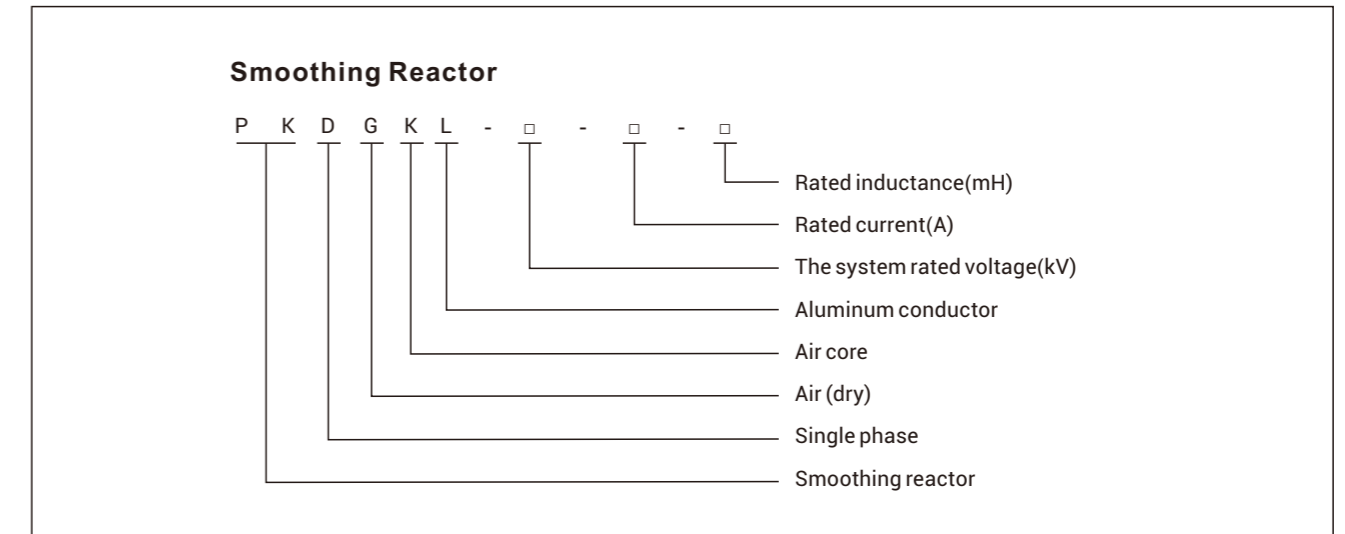 Smoothing Reactor
P K D G K L - □ - □ - □
Rated inductance(mH)
Rated current(A)
The system rated voltage(kV)
Aluminum conductor
Air core
Air (dry)
Single phase
Smoothing reactor